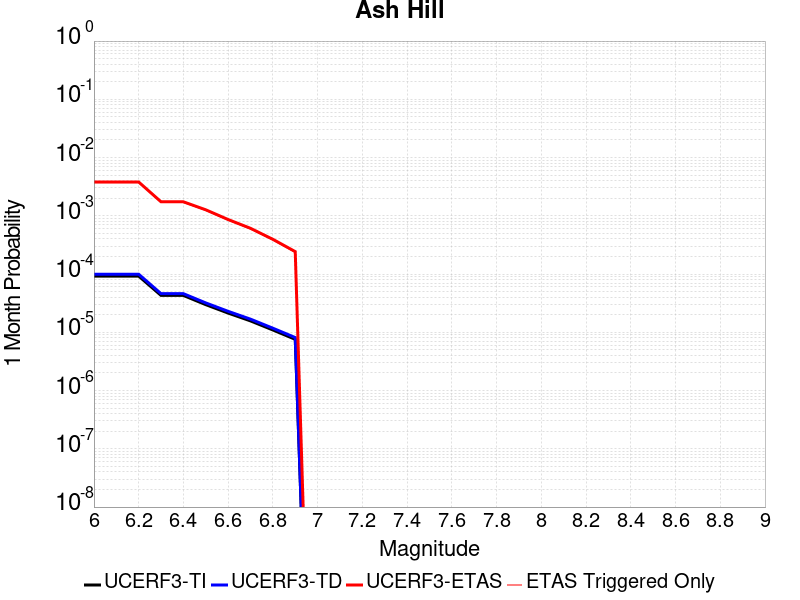 Ash Hill
1 Month Probability
10^0
10^-1
10^-2
10^-3
10^-4
10^-5
10^-6
10^-7
10^-8
6 6.2 6.4 6.6 6.8 7 7.2 7.4 7.6 7.8 8 8.2 8.4 8.6 8.8 9
Magnitude
UCERF3-TI UCERF3-TD UCERF3-ETAS ETAS Triggered Only